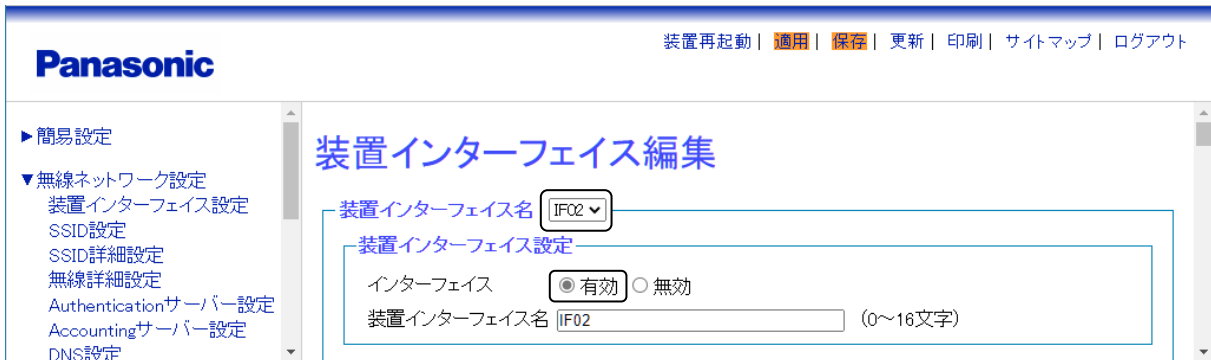 装置再起動| 適用| 保存| 更新| 印刷| サイトマップ| ログアウト
Panasonic
▶簡易設定
▼無線ネットワーク設定
装置インターフェイス設定
SSID設定
SSID詳細設定
無線詳細設定
Authenticationサーバー設定
Accountingサーバー設定
DNS設定
装置インターフェイス編集
装置インターフェイス名 IF02
装置インターフェイス設定
インターフェイス 有効 無効
装置インターフェイス名 IF02 (0~16文字)